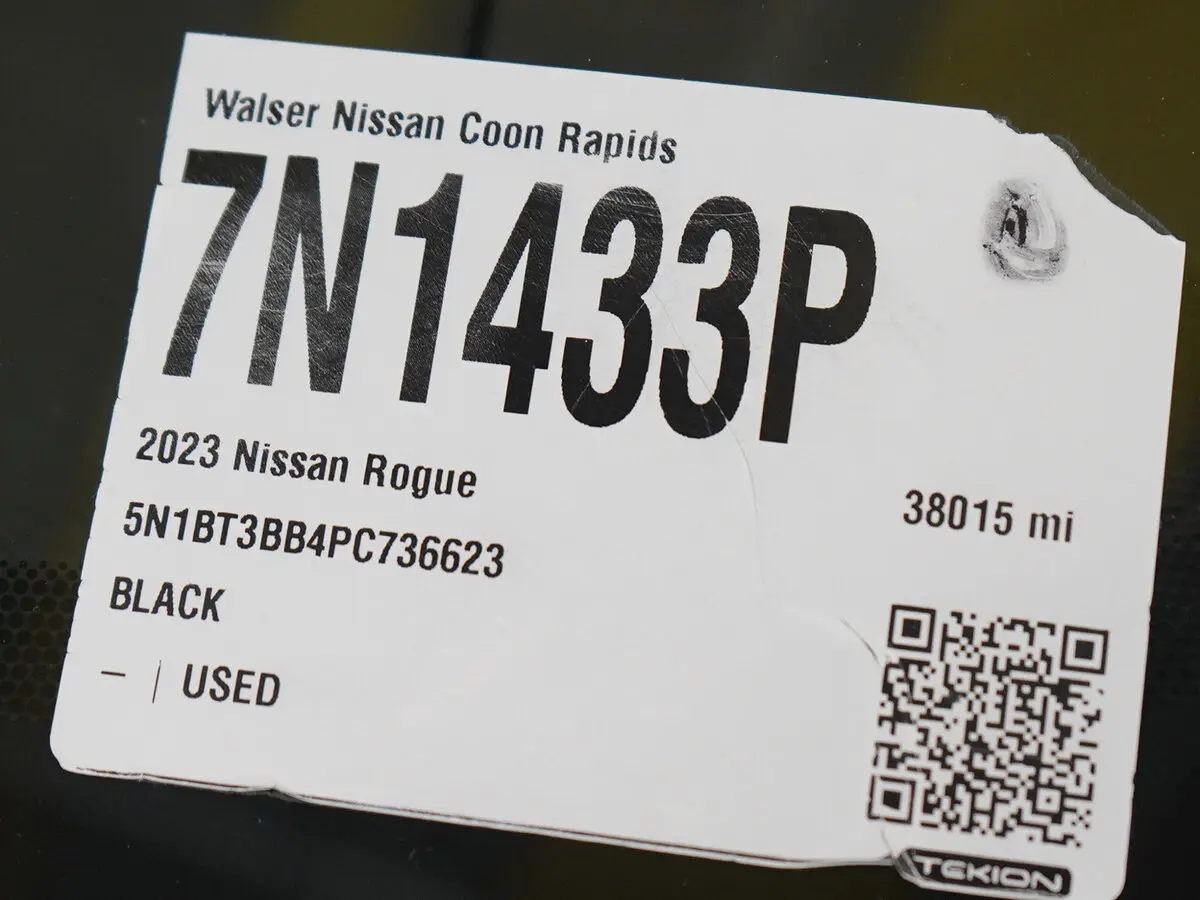 Walser Nissan Coon Rapids
7N1433P
2023 Nissan Rogue
38015 mi
5N1BT3BB4PC736623
BLACK
– | USED
TEKION